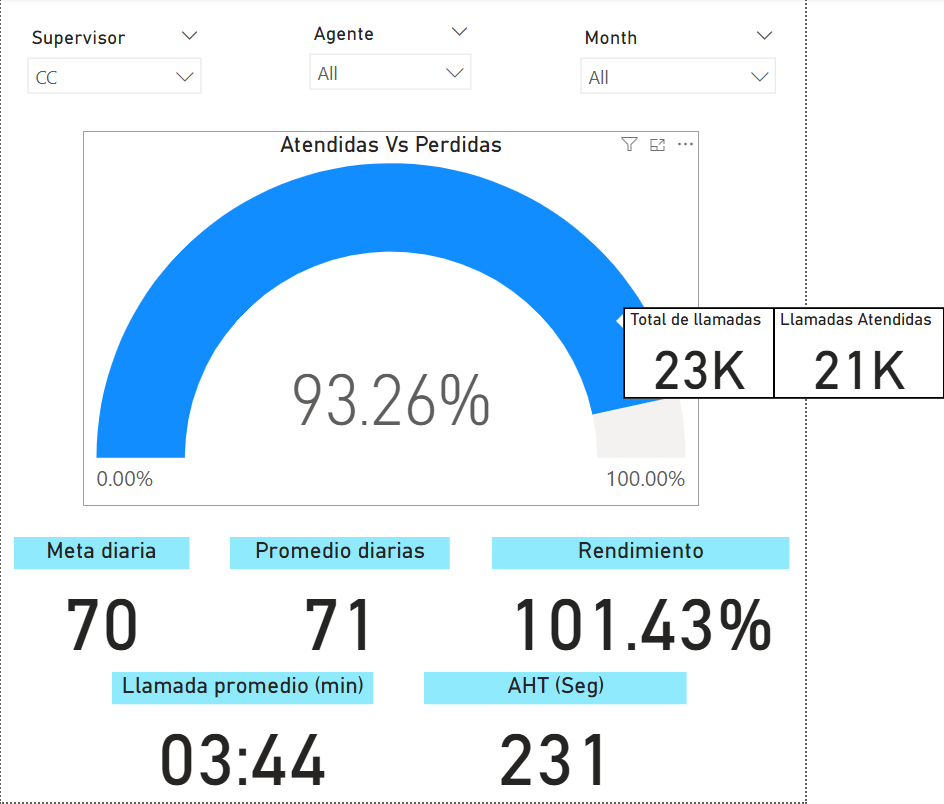 Supervisor
Agente
Month
CC
All
All
Atendidas Vs Perdidas
Total de llamadas
Llamadas Atendidas
23K
21K
93.26%
0.00%
100.00%
Meta diaria
Promedio diarias
Rendimiento
70
71
101.43%
Llamada promedio (min)
AHT (Seg)
03:44
231